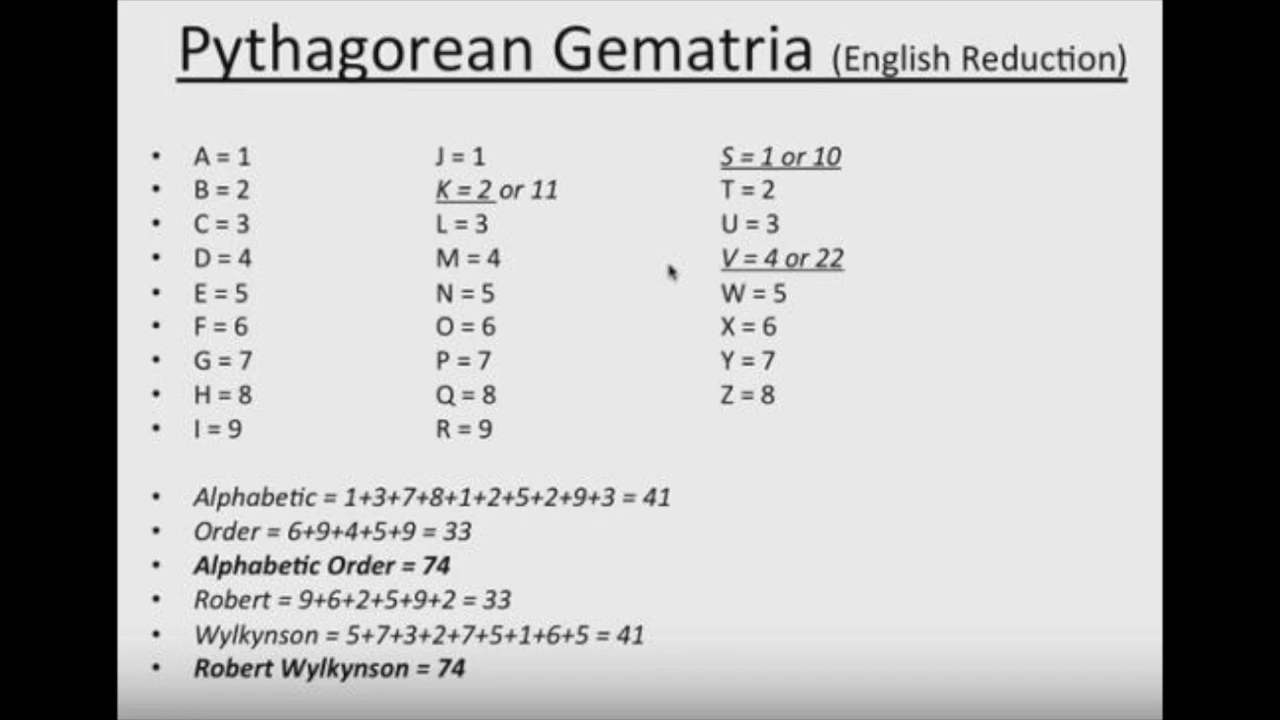 Pythagorean Gematria (English Reduction)
• A = 1 J = 1 S = 1 or 10
• B = 2 K = 2 or 11 T = 2
• C = 3 L = 3 U = 3
• D = 4 M = 4 V = 4 or 22
• E = 5 N = 5 W = 5
• F = 6 O = 6 X = 6
• G = 7 P = 7 Y = 7
• H = 8 Q = 8 Z = 8
• I = 9 R = 9
• Alphabetic = 1+3+7+8+1+2+5+2+9+3 = 41
• Order = 6+9+4+5+9 = 33
• Alphabetic Order = 74
• Robert = 9+6+2+5+9+2 = 33
• Wylkynson = 5+7+3+2+7+5+1+6+5 = 41
• Robert Wylkynson = 74